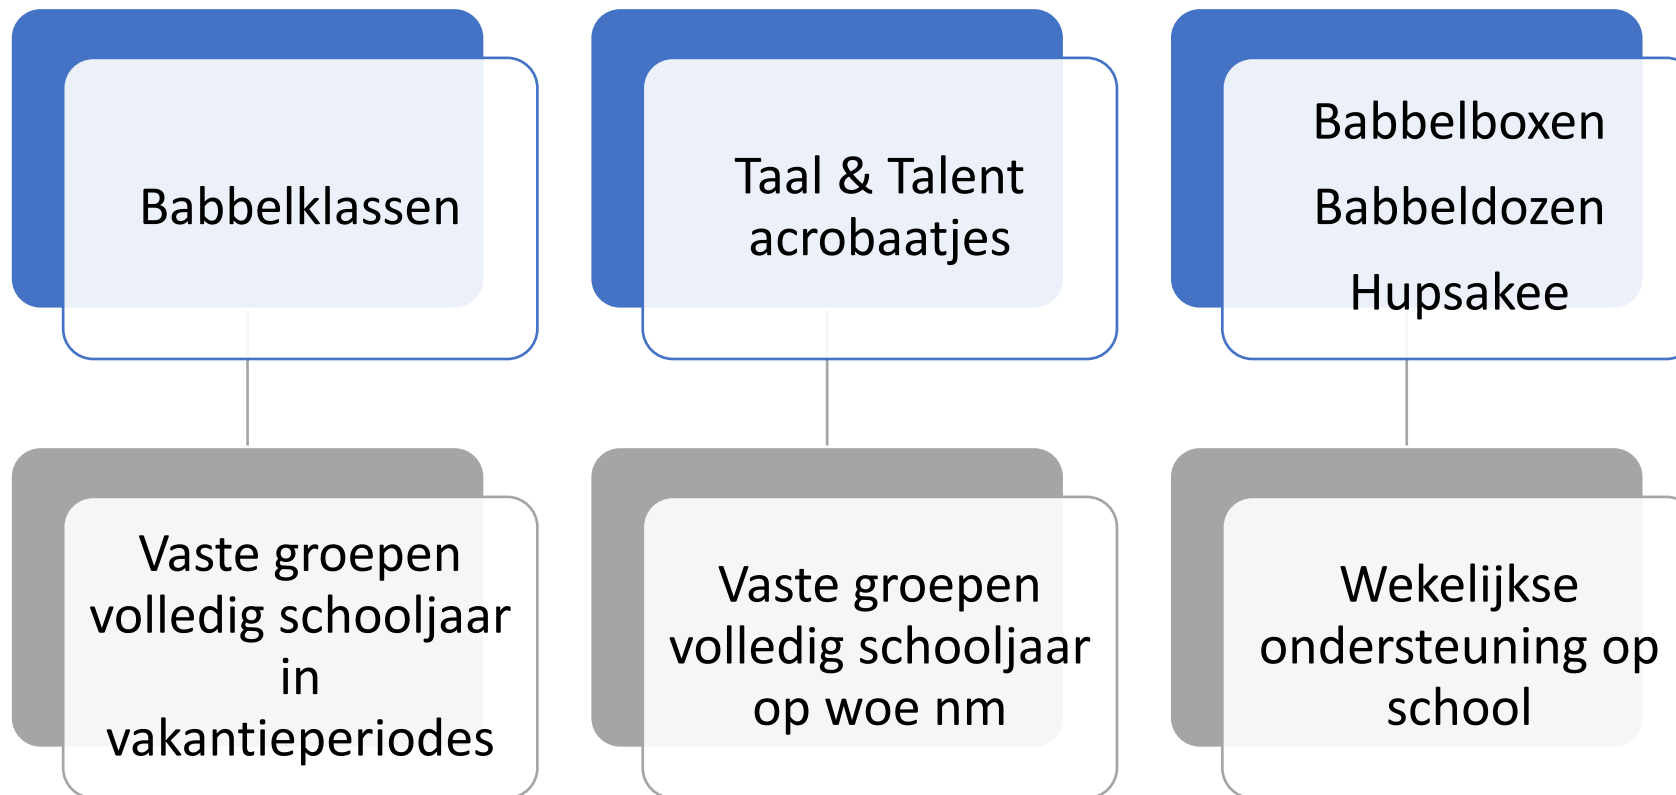 Babbelklassen
Taal & Talent
acrobaatjes
Babbelboxen
Babbeldozen
Hupsakee
Vaste groepen
volledig schooljaar
in
vakantieperiodes
Vaste groepen
volledig schooljaar
op woe nm
Wekelijkse
ondersteuning op
school